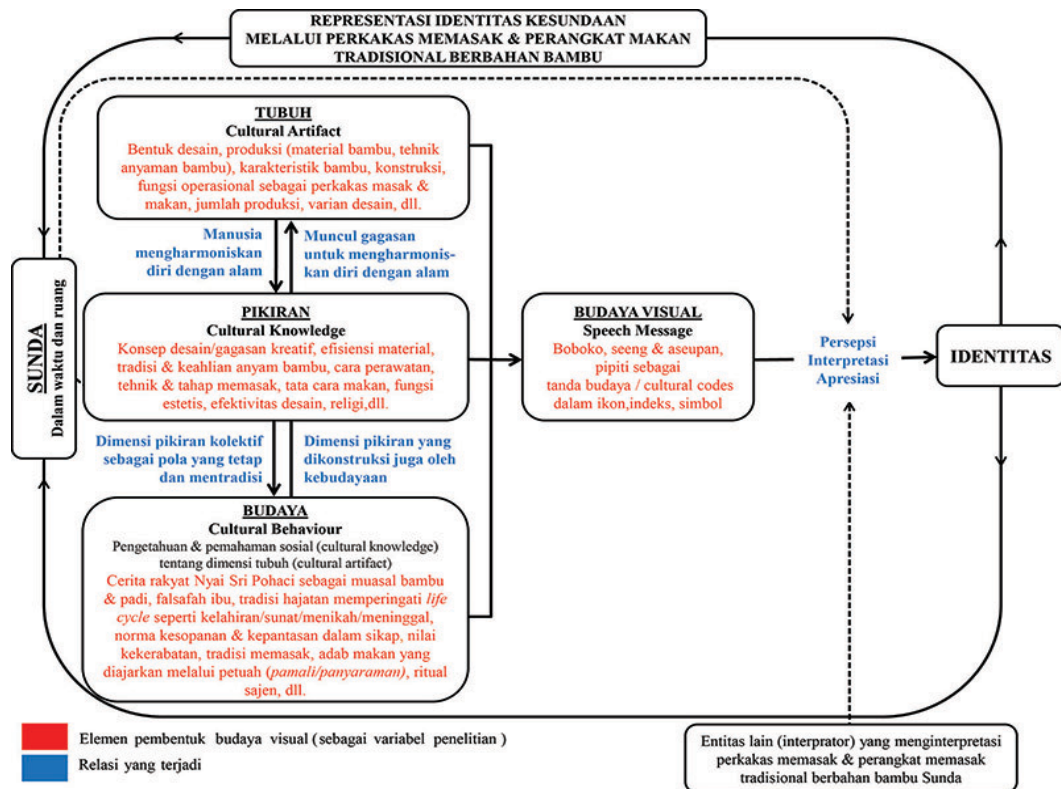 REPRESENTASI IDENTITAS KESUNDAAN
MELALUI PERKAKAS MEMASAK & PERANGKAT MAKAN
TRADISIONAL BERBAHAN BAMBU
TUBUH
Cultural Artifact
Bentuk desain, produksi (material bambu, tehnik
anyaman bambu), karakteristik bambu, konstruksi,
fungsi operasional sebagai perkakas masak &
makan, jumlah produksi, varian desain, dll.
Manusia
mengharmoniskan
diri dengan alam
Muncul gagasan
untuk mengharmonis-
kan diri dengan alam
SUNDA
Dalam waktu dan ruang
PIKIRAN
Cultural Knowledge
Konsep desain/gagasan kreatif, efisiensi material,
tradisi & keahlian anyam bambu, cara perawatan,
tehnik & tahap memasak, tata cara makan, fungsi
estetis, efektivitas desain, religi,dll.
BUDAYA VISUAL
Speech Message
Boboko, seeng & aseupan,
pipiti sebagai
tanda budaya / cultural codes
dalam ikon,indeks, simbol
Persepsi
Interpretasi
Apresiasi
IDENTITAS
Dimensi pikiran kolektif
sebagai pola yang tetap
dan mentradisi
Dimensi pikiran yang
dikonstruksi juga oleh
kebudayaan
BUDAYA
Cultural Behaviour
Pengetahuan & pemahaman sosial (cultural knowledge)
tentang dimensi tubuh (cultural artifact)
Cerita rakyat Nyai Sri Pohaci sebagai muasal bambu
& padi, falsafah ibu, tradisi hajatan memperingati life
cycle seperti kelahiran/sunat/menikah/meninggal,
norma kesopanan & kepantasan dalam sikap, nilai
kekerabatan, tradisi memasak, adab makan yang
diajarkan melalui petuah (pamali/panyaraman), ritual
sajen, dll.
Elemen pembentuk budaya visual (sebagai variabel penelitian )
Relasi yang terjadi
Entitas lain (interprator) yang menginterpretasi
perkakas memasak & perangkat memasak
tradisional berbahan bambu Sunda